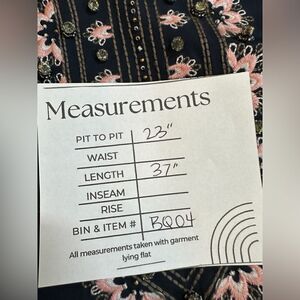 Measurements
PIT TO PIT 23"
WAIST
LENGTH 37"
INSEAM
RISE
BIN & ITEM # BQ04
All measurements taken with garment
lying flat